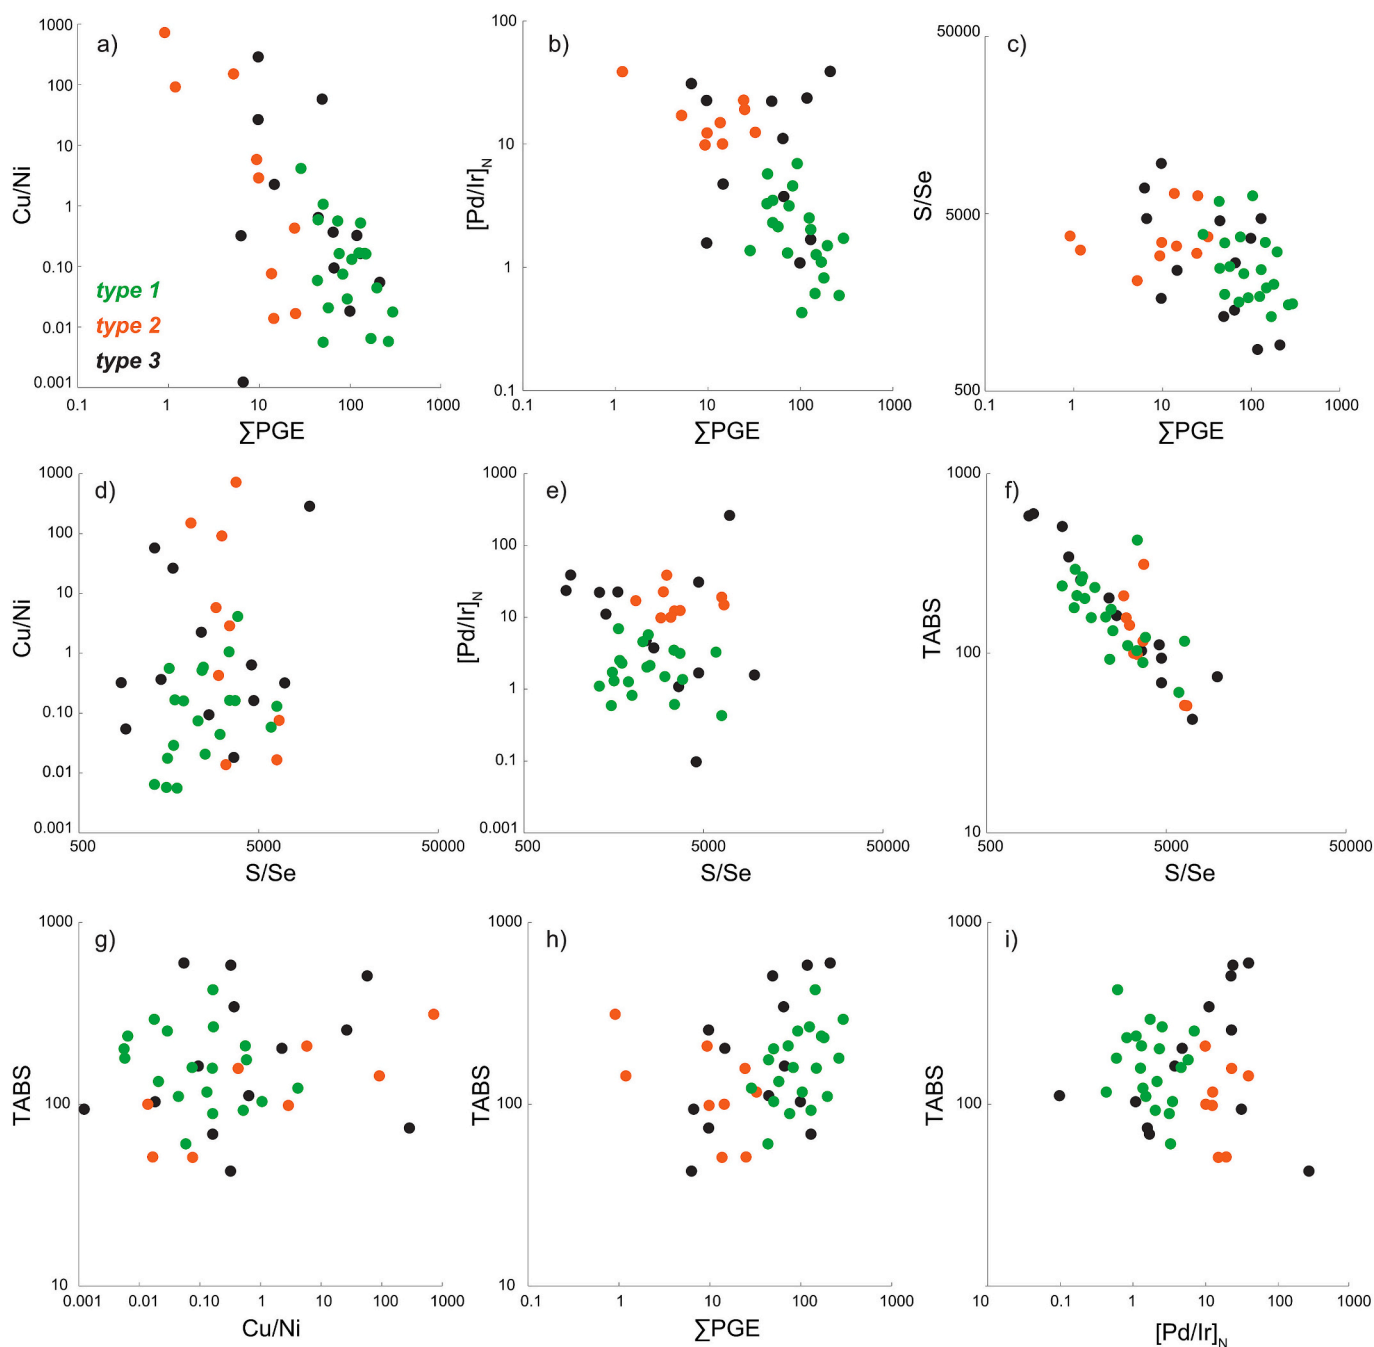 a)
Cu/Ni
1000
100
10
1
0.10
0.01
0.001
type 1
type 2
type 3
0.1
1
10
100
1000
∑PGE
b)
[Pd/Ir]N
100
10
1
0.1
0.1
1
10
100
1000
∑PGE
c)
S/Se
50000
5000
500
0.1
1
10
100
1000
∑PGE
d)
Cu/Ni
1000
100
10
1
0.10
0.01
0.001
500
5000
50000
S/Se
e)
[Pd/Ir]N
1000
100
10
1
0.1
0.001
500
5000
50000
S/Se
f)
TABS
1000
100
10
500
5000
50000
S/Se
g)
TABS
1000
100
10
0.001
0.01
0.10
1
10
100
1000
Cu/Ni
h)
TABS
1000
100
10
0.1
1
10
100
1000
∑PGE
i)
TABS
1000
100
10
0.1
1
10
100
1000
[Pd/Ir]N